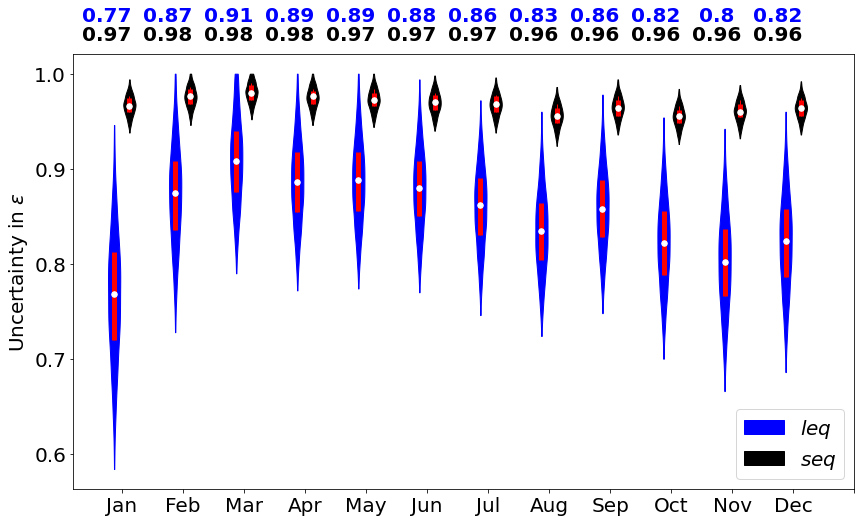 0.77 0.87 0.91 0.89 0.89 0.88 0.86 0.83 0.86 0.82 0.8 0.82
0.97 0.98 0.98 0.98 0.97 0.97 0.97 0.96 0.96 0.96 0.96 0.96
1.0
0.9
0.8
0.7
0.6
Uncertainty in ε
leq
seq
Jan Feb Mar Apr May Jun Jul Aug Sep Oct Nov Dec